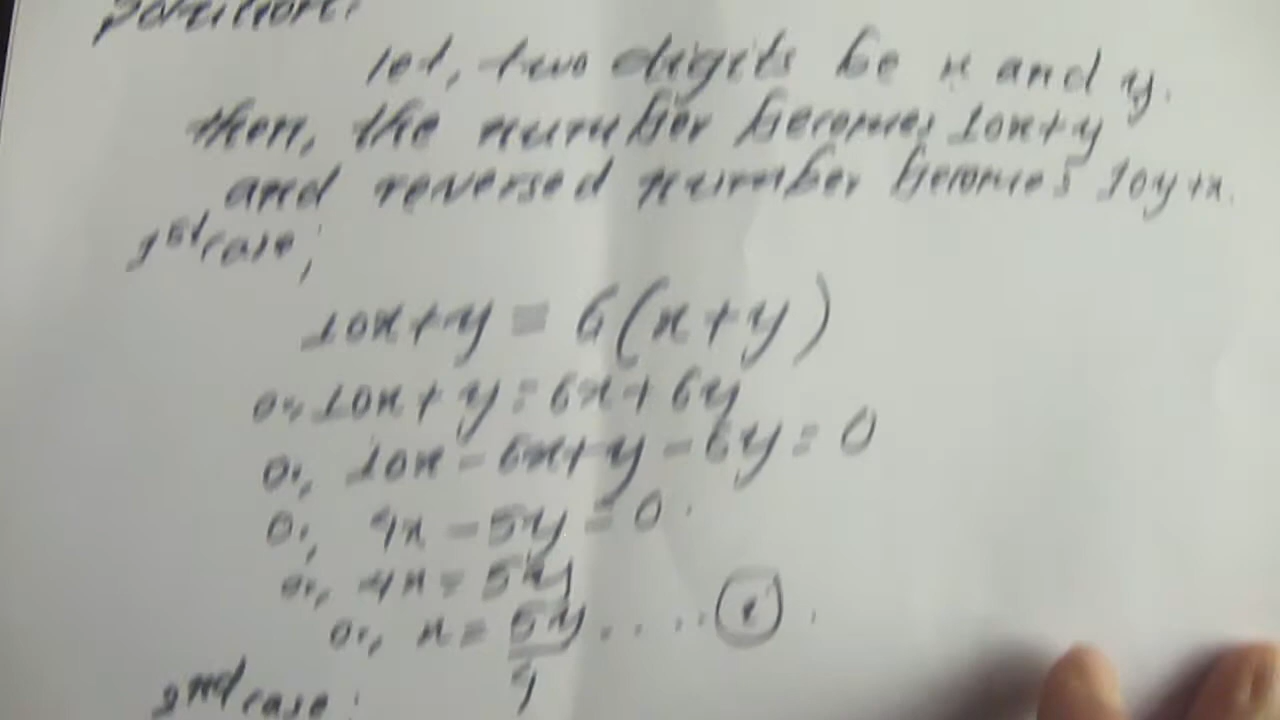 Solution:
let, two digits be x and y.
then, the number becomes 10x+y
and reversed number becomes 10y+x.
1st case;
10x+y = 6(x+y)
or, 10x+y = 6x+6y
or, 10x-6x+y-6y=0
or, 4x-5y=0.
or, 4x=5y
or, x=5y/4 .....(i).
2nd case: